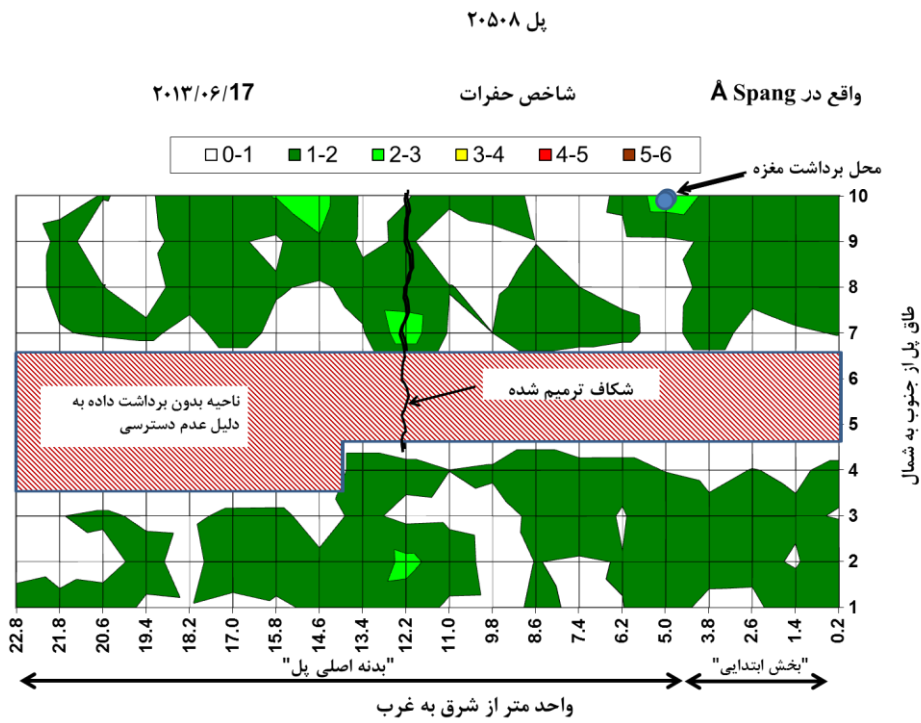 پل ۲۰۵۰۸
واقع در Å Spang
شاخص حفرات
۲۰۱۳/۰۶/17
0-1 1-2 2-3 3-4 4-5 5-6
محل برداشت مغزه
10
9
8
7
6
5
4
3
2
1
طاق پل از جنوب به شمال
شکاف ترمیم شده
ناحیه بدون برداشت داده به
دلیل عدم دسترسی
22.8 21.8 20.6 19.4 18.2 17.0 15.8 14.6 13.4 12.2 11.0 9.8 8.6 7.4 6.2 5.0 3.8 2.6 1.4 0.2
"بخش ابتدایی"
"بدنه اصلی پل"
واحد متر از شرق به غرب